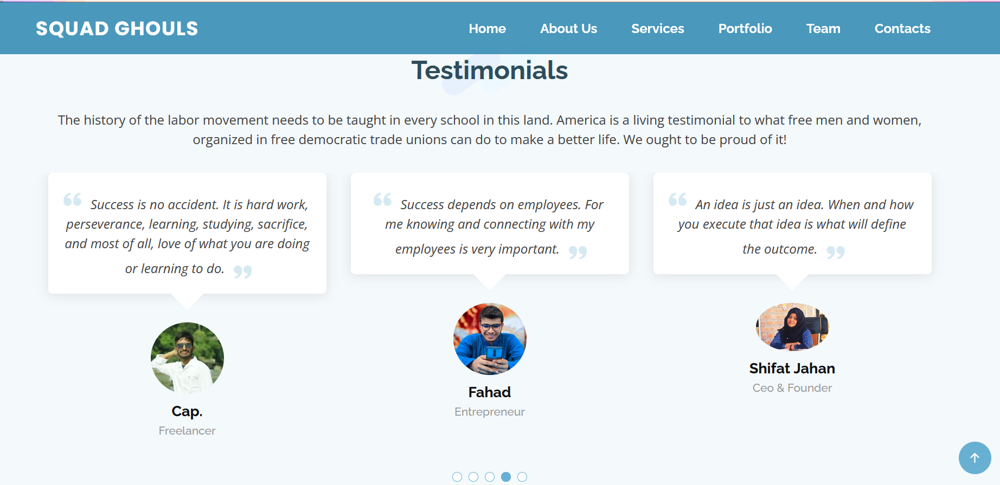 SQUAD GHOULS
Home About Us Services Portfolio Team Contacts
Testimonials
The history of the labor movement needs to be taught in every school in this land. America is a living testimonial to what free men and women,
organized in free democratic trade unions can do to make a better life. We ought to be proud of it!
“ Success is no accident. It is hard work,
perseverance, learning, studying, sacrifice,
and most of all, love of what you are doing
or learning to do. ”
Cap.
Freelancer
“ Success depends on employees. For
me knowing and connecting with my
employees is very important. ”
Fahad
Entrepreneur
“ An idea is just an idea. When and how
you execute that idea is what will define
the outcome. ”
Shifat Jahan
Ceo & Founder